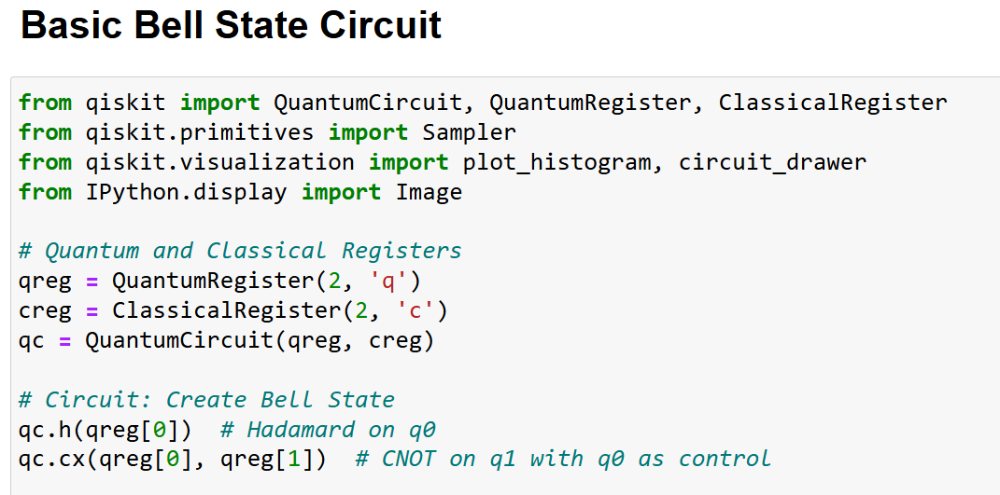 Basic Bell State Circuit
from qiskit import QuantumCircuit, QuantumRegister, ClassicalRegister
from qiskit.primitives import Sampler
from qiskit.visualization import plot_histogram, circuit_drawer
from IPython.display import Image
# Quantum and Classical Registers
qreg = QuantumRegister(2, 'q')
creg = ClassicalRegister(2, 'c')
qc = QuantumCircuit(qreg, creg)
# Circuit: Create Bell State
qc.h(qreg[0])  # Hadamard on q0
qc.cx(qreg[0], qreg[1])  # CNOT on q1 with q0 as control